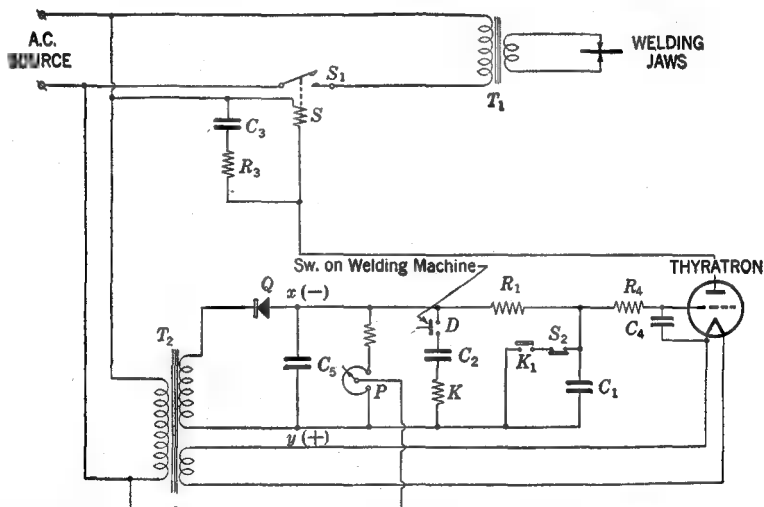 A.C.
SOURCE
S₁
WELDING
JAWS
T₁
S
C₃
R₃
Sw. on Welding Machine
THYRATRON
Q
x (−)
R₁
R₄
T₂
D
S₂
C₄
C₅
C₂
K₁
P
K
C₁
y (+)